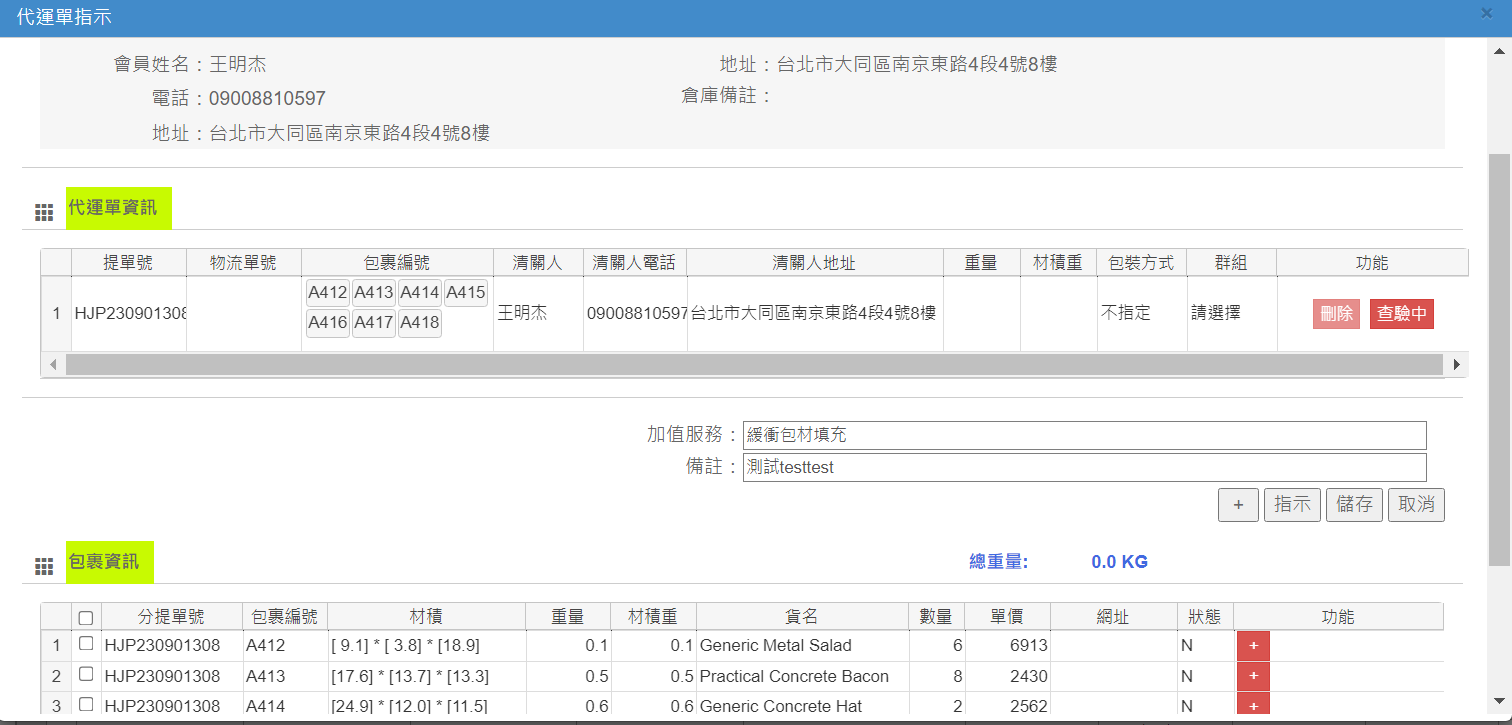 代運單指示 ×
會員姓名：王明杰 地址：台北市大同區南京東路4段4號8樓
電話：09008810597 倉庫備註：
地址：台北市大同區南京東路4段4號8樓
代運單資訊
提單號 物流單號 包裹編號 清關人 清關人電話 清關人地址 重量 材積重 包裝方式 群組 功能
A412 A413 A414 A415
1 HJP230901308 王明杰 09008810597 台北市大同區南京東路4段4號8樓 不指定 請選擇 刪除 查驗中
A416 A417 A418
加值服務：緩衝包材填充
備註：測試testtest
+ 指示 儲存 取消
包裹資訊 總重量: 0.0 KG
分提單號 包裹編號 材積 重量 材積重 貨名 數量 單價 網址 狀態 功能
1 HJP230901308 A412 [ 9.1] * [ 3.8] * [18.9] 0.1 0.1 Generic Metal Salad 6 6913 N +
2 HJP230901308 A413 [17.6] * [13.7] * [13.3] 0.5 0.5 Practical Concrete Bacon 8 2430 N +
3 HJP230901308 A414 [24.9] * [12.0] * [11.5] 0.6 0.6 Generic Concrete Hat 2 2562 N +